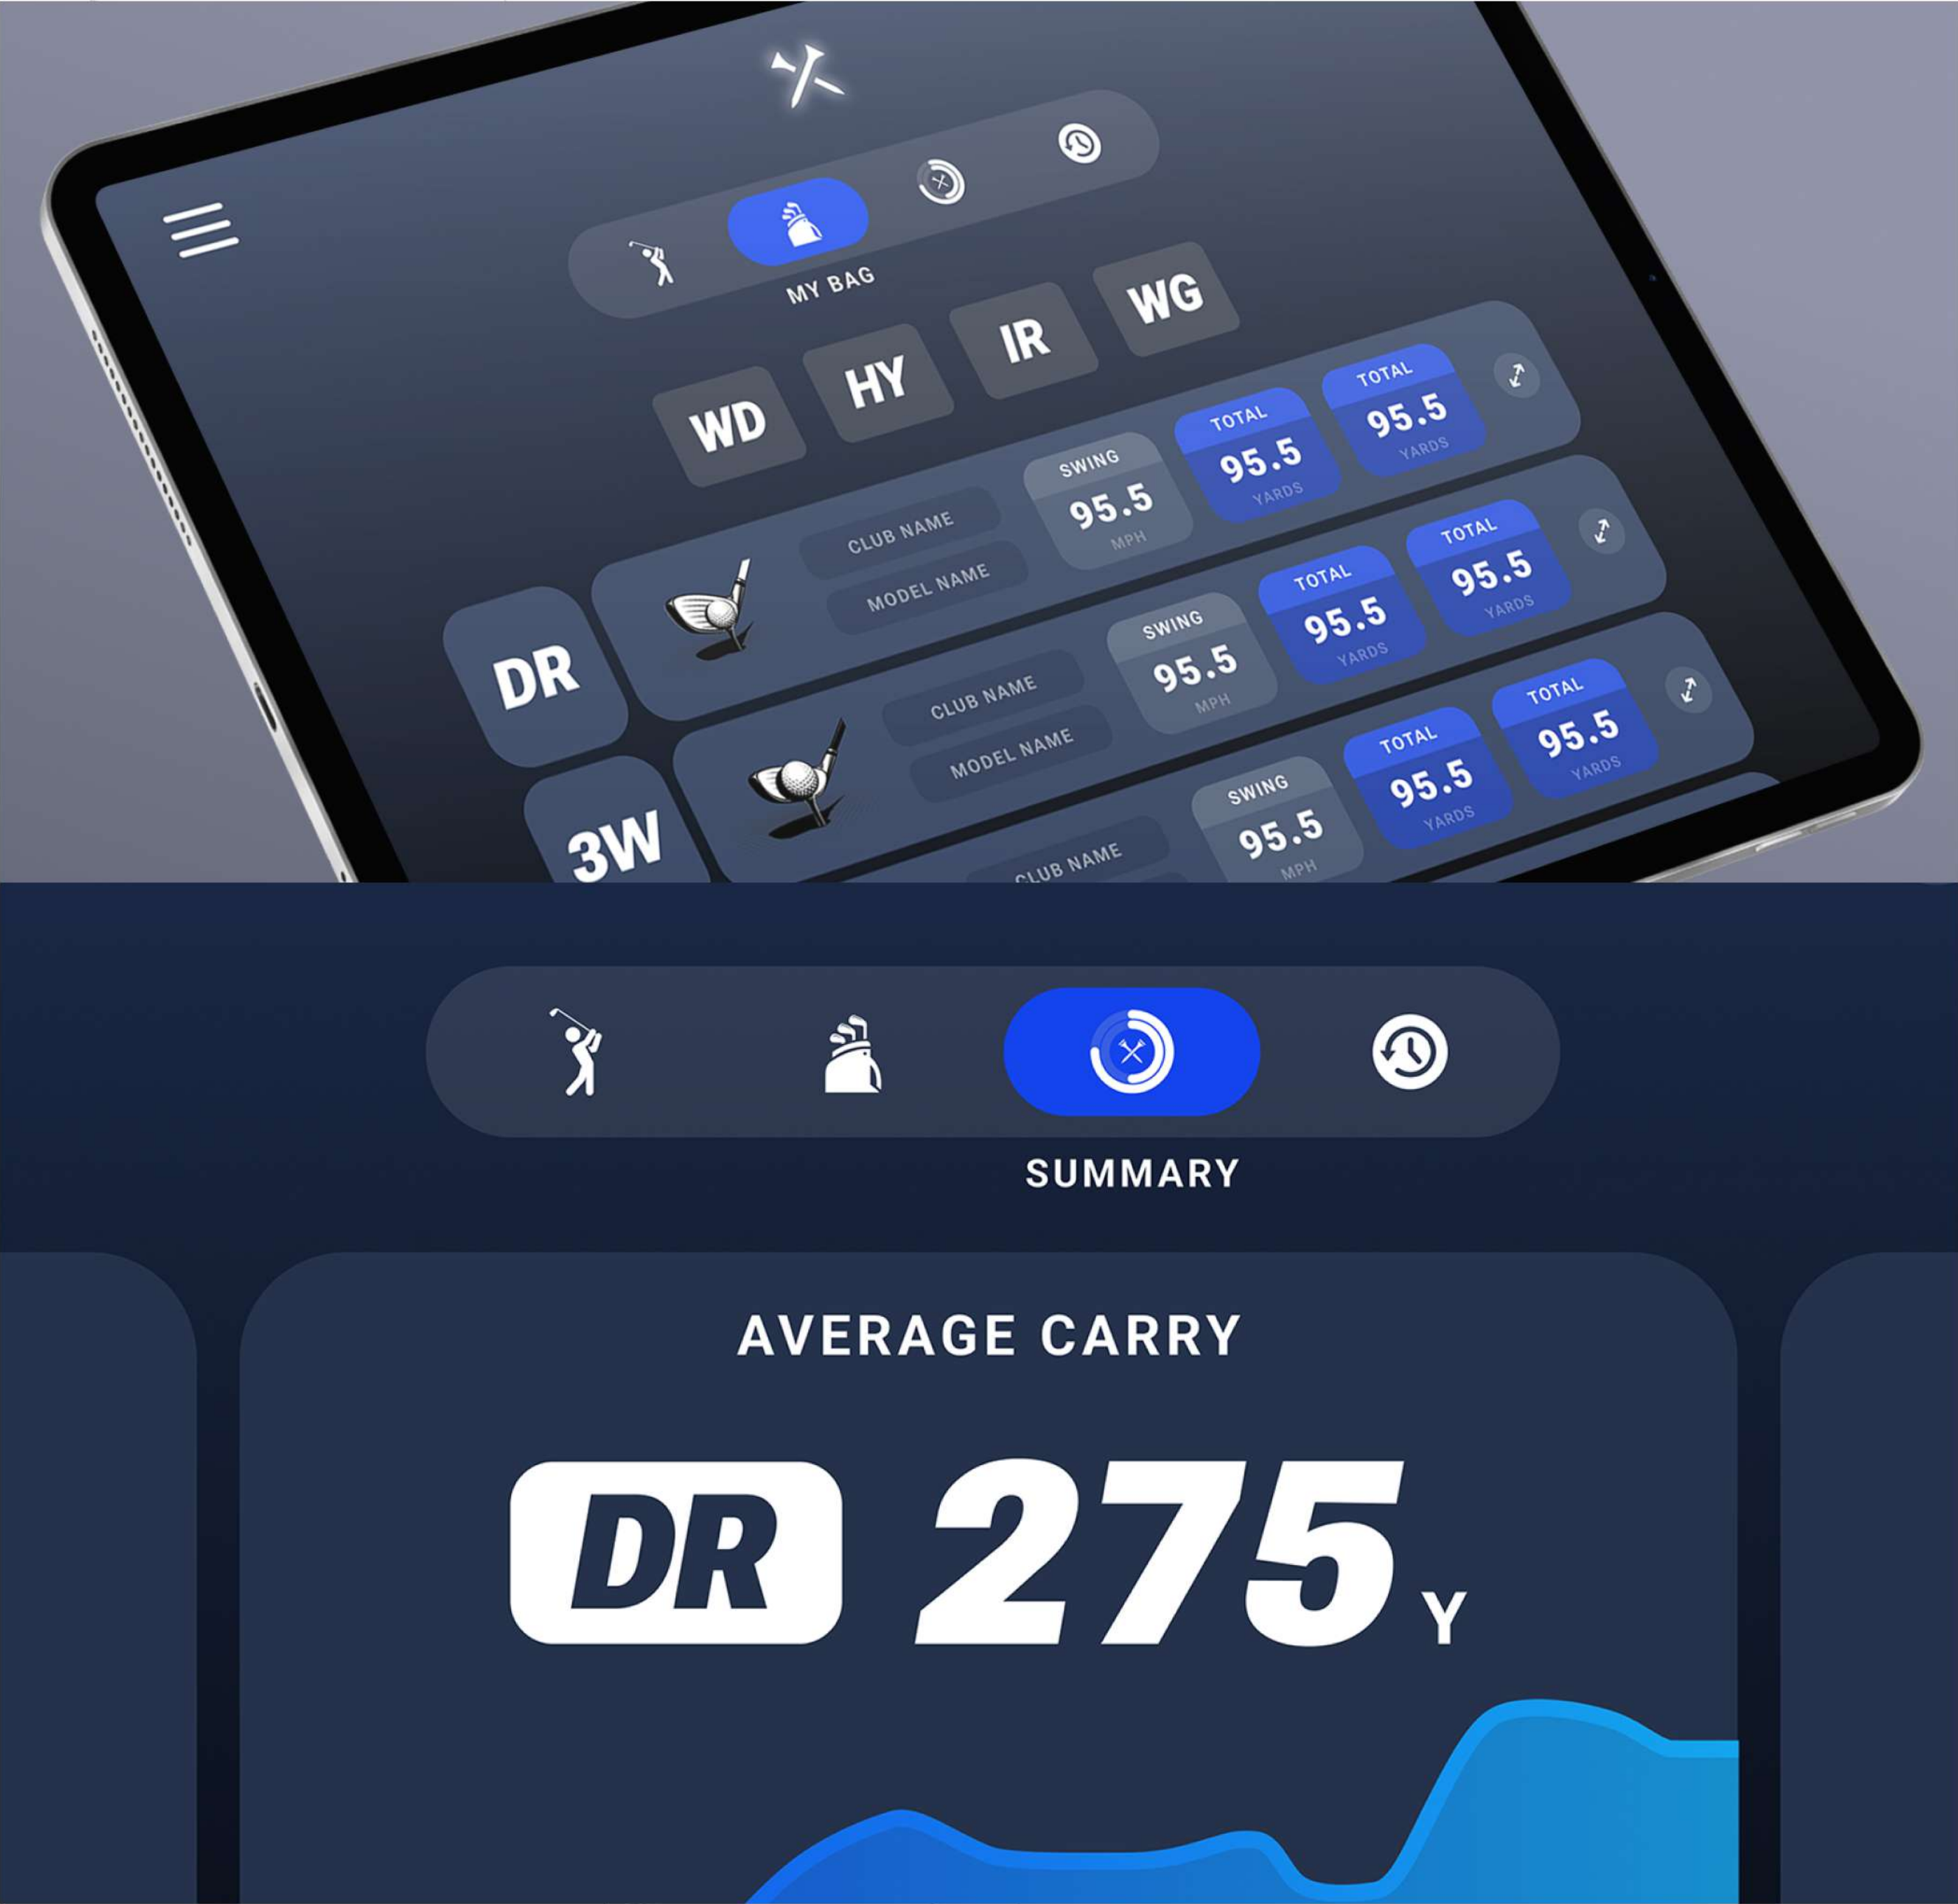 MY BAG
WD HY IR WG
DR
CLUB NAME
MODEL NAME
SWING
95.5
MPH
TOTAL
95.5
YARDS
TOTAL
95.5
YARDS
3W
CLUB NAME
MODEL NAME
SWING
95.5
MPH
TOTAL
95.5
YARDS
TOTAL
95.5
YARDS
CLUB NAME
SWING
95.5
MPH
TOTAL
95.5
YARDS
TOTAL
95.5
YARDS
SUMMARY
AVERAGE CARRY
DR 275 Y